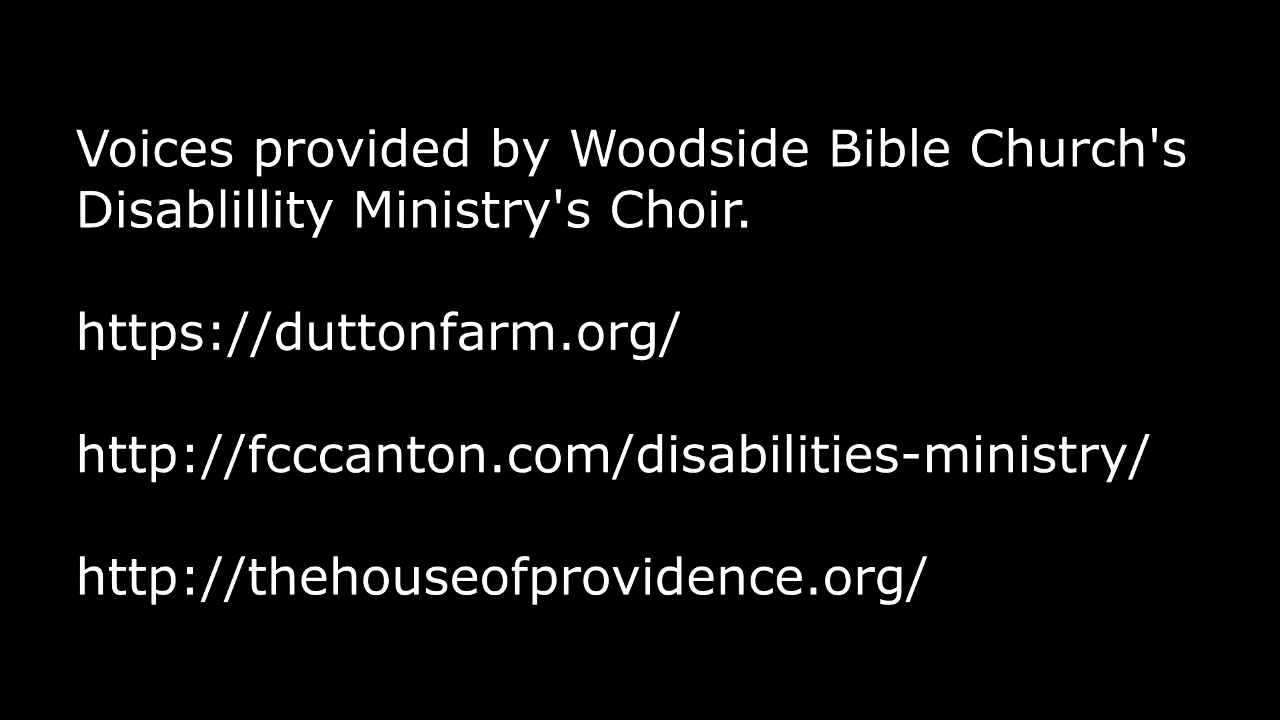 Voices provided by Woodside Bible Church's
Disablillity Ministry's Choir.
https://duttonfarm.org/
http://fcccanton.com/disabilities-ministry/
http://thehouseofprovidence.org/